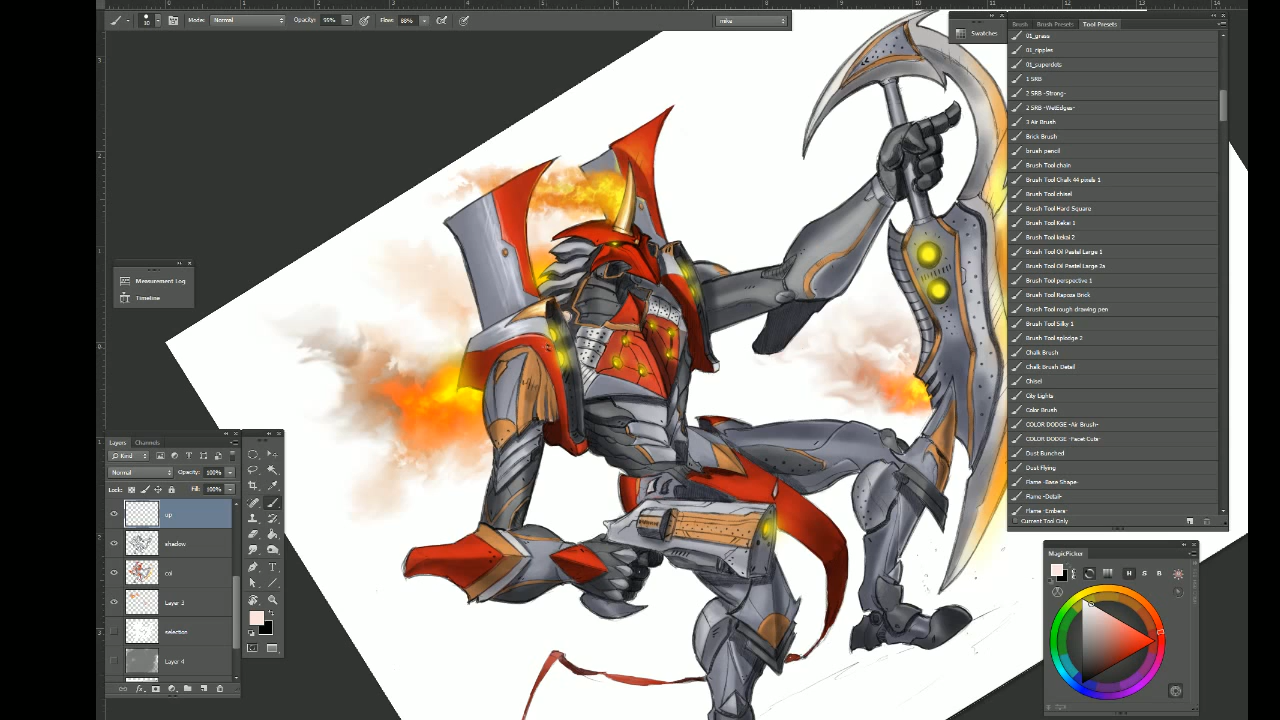 Mode: Normal Opacity: 99% Flow: 88% mike
10
Swatches
Brush Brush Presets Tool Presets
01_grass
01_ripples
01_superdots
1 SRB
2 SRB -Strong-
2 SRB -WetEdges-
3 Air Brush
Brick Brush
brush pencil
Brush Tool chain
Brush Tool Chalk 44 pixels 1
Brush Tool chisel
Brush Tool Hard Square
Brush Tool Kekai 1
Brush Tool kekai 2
Brush Tool Oil Pastel Large 1
Brush Tool Oil Pastel Large 2a
Brush Tool perspective 1
Brush Tool Raposa Brick
Brush Tool rough drawing pen
Brush Tool Silky 1
Brush Tool splodge 2
Chalk Brush
Chalk Brush Detail
Chisel
City Lights
Color Brush
COLOR DODGE -Air Brush-
COLOR DODGE -Facet Cuts-
Dust Bunched
Dust Flying
Flame -Base Shape-
Flame -Detail-
Flame -Embers-
Current Tool Only
Measurement Log
Timeline
Layers Channels
Kind
Normal Opacity: 100%
Lock: Fill: 100%
up
shadow
col
Layer 3
selection
Layer 4
MagicPicker
H S B